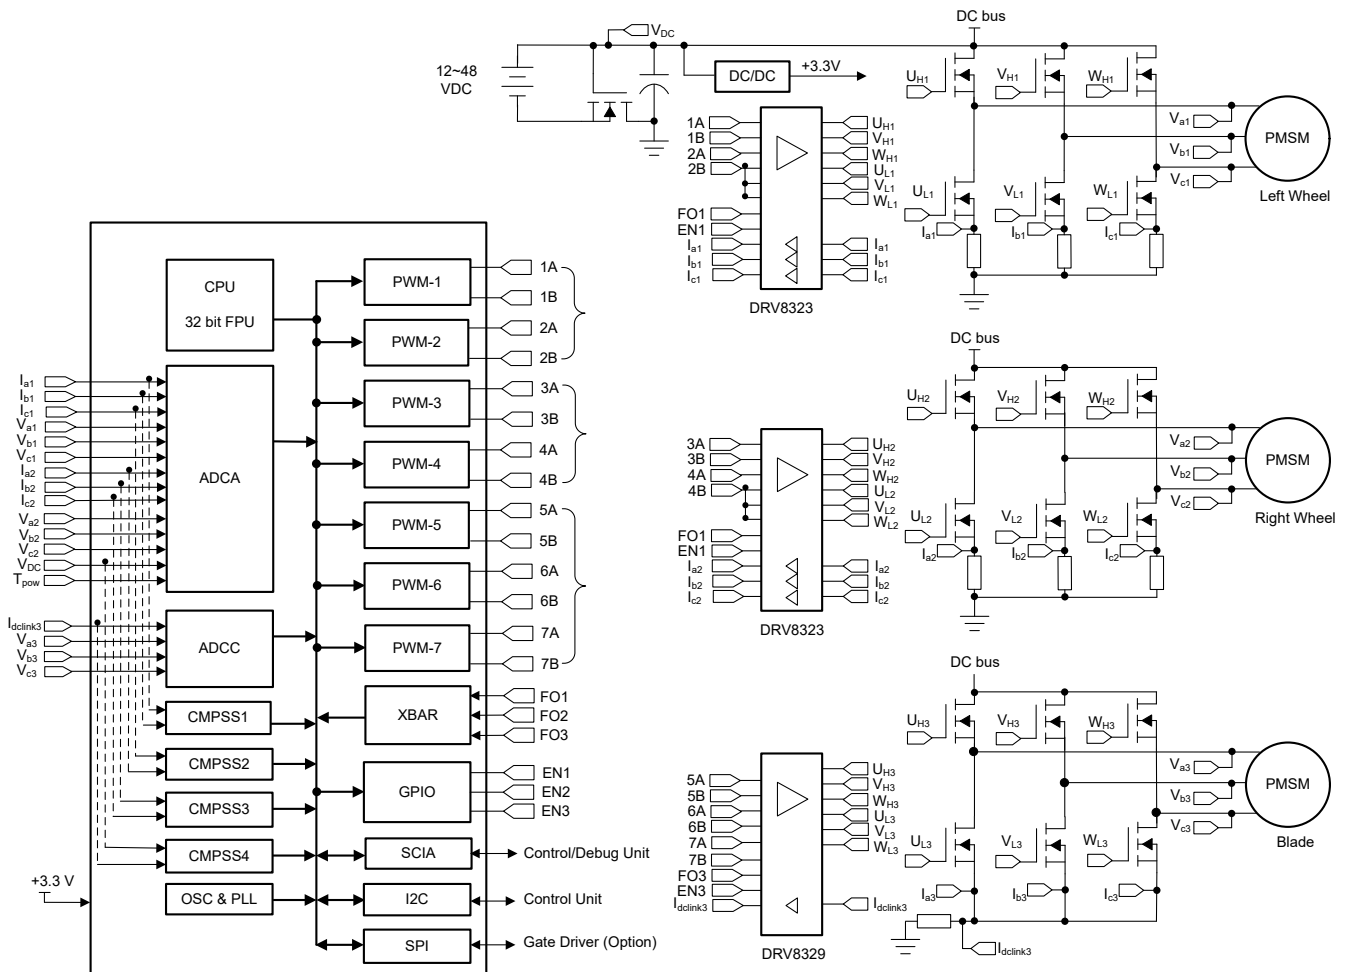 DC bus
V_DC
12~48
VDC
DC/DC
+3.3V
U_H1
V_H1
W_H1
V_a1
V_b1
V_c1
PMSM
Left Wheel
U_L1
V_L1
W_L1
I_a1
I_b1
I_c1
1A
1B
2A
2B
FO1
EN1
I_a1
I_b1
I_c1
U_H1
V_H1
W_H1
U_L1
V_L1
W_L1
I_a1
I_b1
I_c1
DRV8323
CPU
32 bit FPU
ADCA
ADCC
CMPSS1
CMPSS2
CMPSS3
CMPSS4
OSC & PLL
I_a1
I_b1
I_c1
V_a1
V_b1
V_c1
I_a2
I_b2
I_c2
V_a2
V_b2
V_c2
V_DC
T_pow
I_dclink3
V_a3
V_b3
V_c3
+3.3 V
PWM-1
PWM-2
PWM-3
PWM-4
PWM-5
PWM-6
PWM-7
XBAR
GPIO
SCIA
I2C
SPI
1A
1B
2A
2B
3A
3B
4A
4B
5A
5B
6A
6B
7A
7B
FO1
FO2
FO3
EN1
EN2
EN3
Control/Debug Unit
Control Unit
Gate Driver (Option)
DC bus
U_H2
V_H2
W_H2
V_a2
V_b2
V_c2
PMSM
Right Wheel
U_L2
V_L2
W_L2
I_a2
I_b2
I_c2
3A
3B
4A
4B
FO1
EN1
I_a2
I_b2
I_c2
U_H2
V_H2
W_H2
U_L2
V_L2
W_L2
I_a2
I_b2
I_c2
DRV8323
DC bus
U_H3
V_H3
W_H3
V_a3
V_b3
V_c3
PMSM
Blade
U_L3
V_L3
W_L3
I_a3
I_b3
I_c3
I_dclink3
5A
5B
6A
6B
7A
7B
FO3
EN3
I_dclink3
U_H3
V_H3
W_H3
U_L3
V_L3
W_L3
I_dclink3
DRV8329